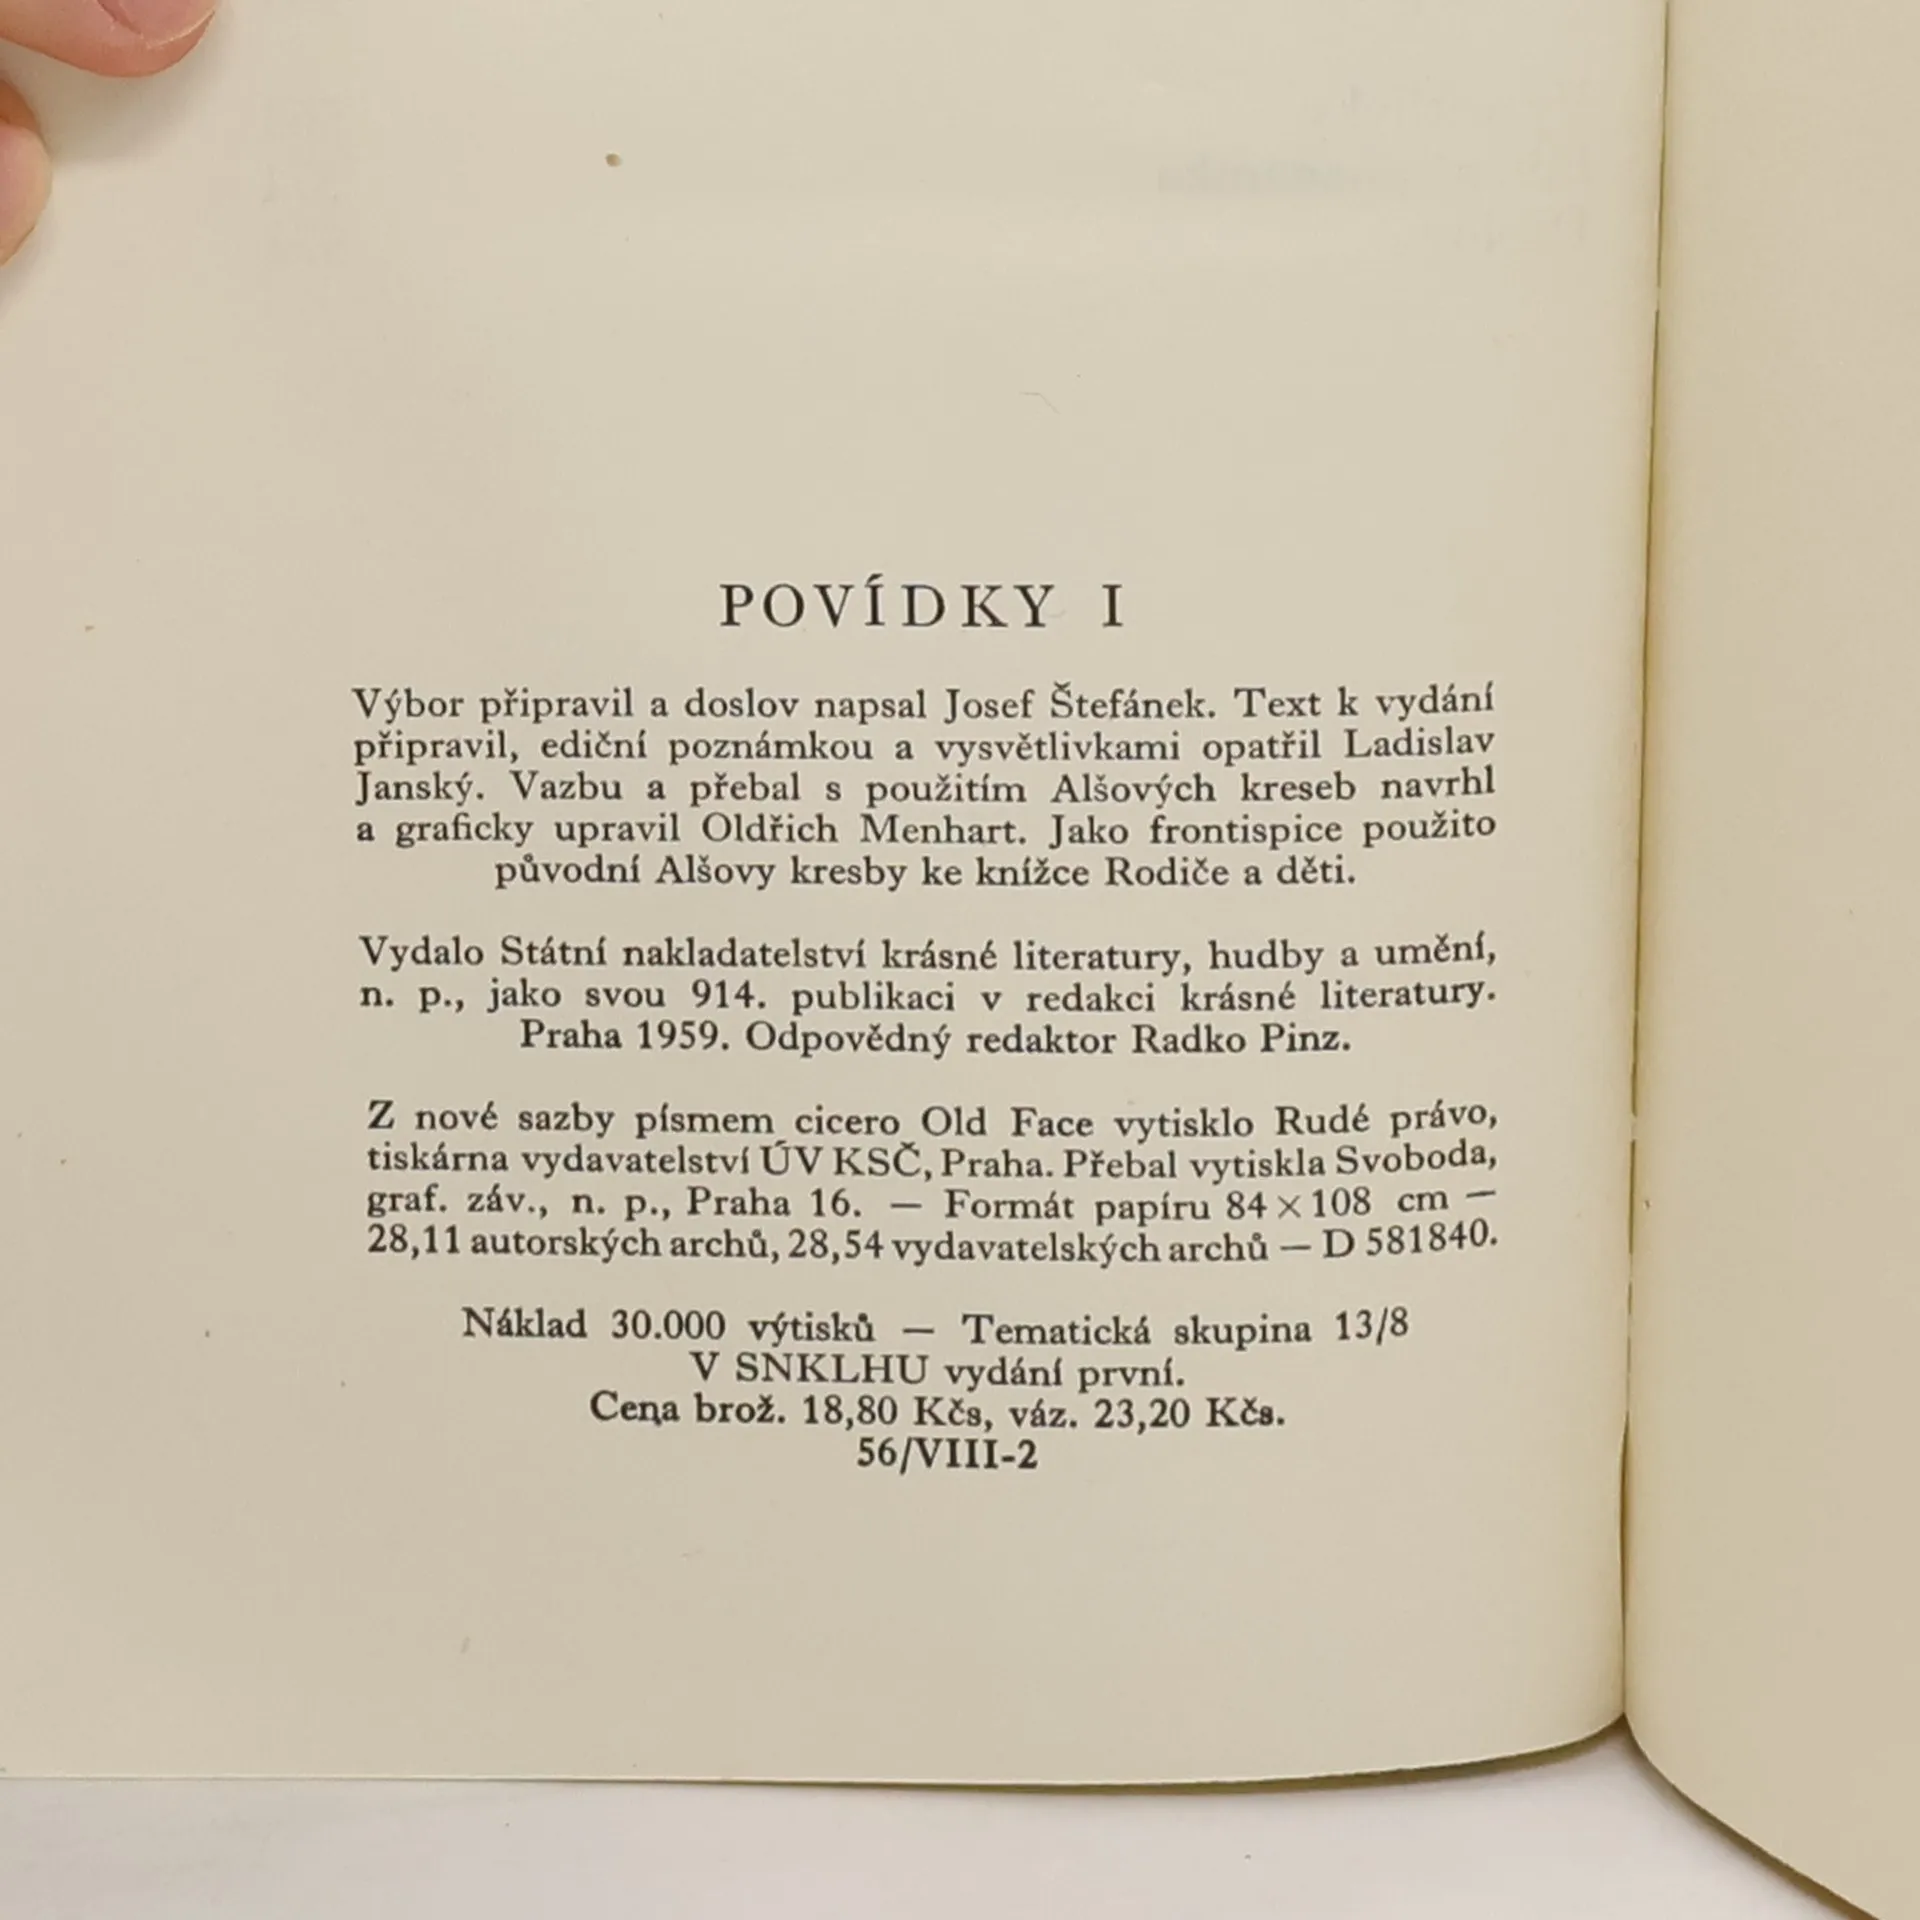 POVÍDKY I
Výbor připravil a doslov napsal Josef Štefánek. Text k vydání
připravil, ediční poznámkou a vysvětlivkami opatřil Ladislav
Janský. Vazbu a přebal s použitím Alšových kreseb navrhl
a graficky upravil Oldřich Menhart. Jako frontispice použito
původní Alšovy kresby ke knížce Rodiče a děti.
Vydalo Státní nakladatelství krásné literatury, hudby a umění,
n. p., jako svou 914. publikaci v redakci krásné literatury.
Praha 1959. Odpovědný redaktor Radko Pinz.
Z nové sazby písmem cicero Old Face vytisklo Rudé právo,
tiskárna vydavatelství ÚV KSČ, Praha. Přebal vytiskla Svoboda,
graf. záv., n. p., Praha 16. — Formát papíru 84 × 108 cm —
28,11 autorských archů, 28,54 vydavatelských archů — D 581840.
Náklad 30.000 výtisků — Tematická skupina 13/8
V SNKLHU vydání první.
Cena brož. 18,80 Kčs, váz. 23,20 Kčs.
56/VIII-2